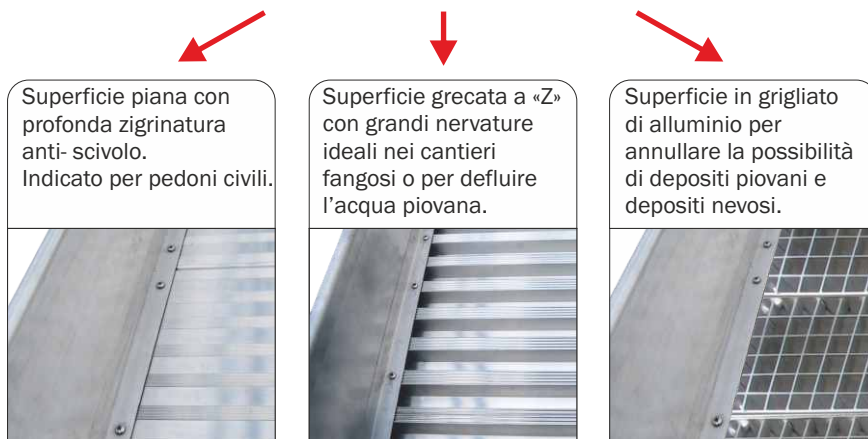 Superficie piana con
profonda zigrinatura
anti- scivolo.
Indicato per pedoni civili.
Superficie grecata a «Z»
con grandi nervature
ideali nei cantieri
fangosi o per defluire
l'acqua piovana.
Superficie in grigliato
di alluminio per
annullare la possibilità
di depositi piovani e
depositi nevosi.